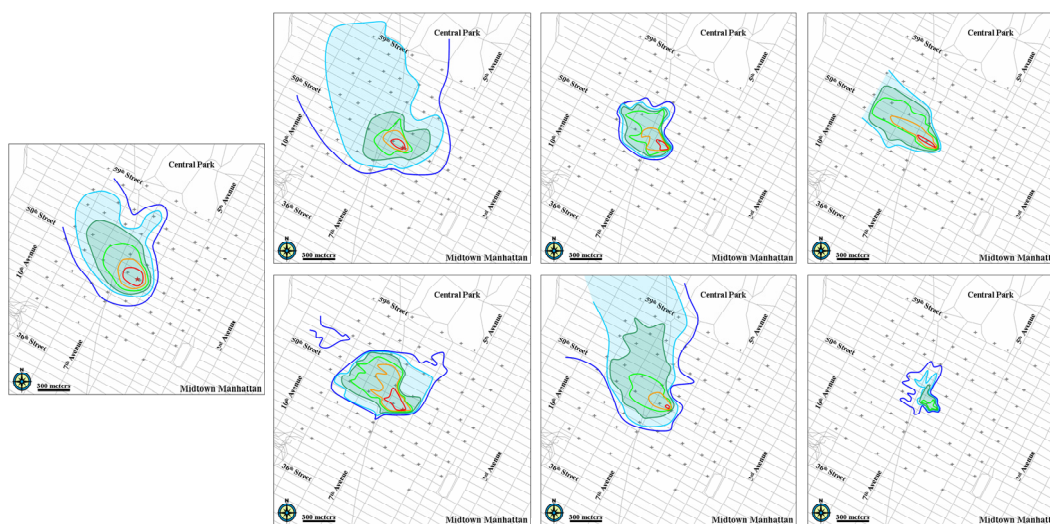 Central Park
59th Street
5th Avenue
50th Street
10th Avenue
36th Street
7th Avenue
2nd Avenue
N
500 meters
Midtown Manhattan
Central Park
59th Street
5th Avenue
50th Street
10th Avenue
36th Street
7th Avenue
2nd Avenue
N
500 meters
Midtown Manhattan
Central Park
59th Street
5th Avenue
50th Street
10th Avenue
36th Street
7th Avenue
2nd Avenue
N
500 meters
Midtown Manhattan
Central Park
59th Street
5th Avenue
50th Street
10th Avenue
36th Street
7th Avenue
2nd Avenue
N
500 meters
Midtown Manhattan
Central Park
59th Street
5th Avenue
50th Street
10th Avenue
36th Street
7th Avenue
2nd Avenue
N
500 meters
Midtown Manhattan
Central Park
59th Street
5th Avenue
50th Street
10th Avenue
36th Street
7th Avenue
2nd Avenue
N
500 meters
Midtown Manhattan
Central Park
59th Street
5th Avenue
50th Street
10th Avenue
36th Street
7th Avenue
2nd Avenue
N
500 meters
Midtown Manhattan